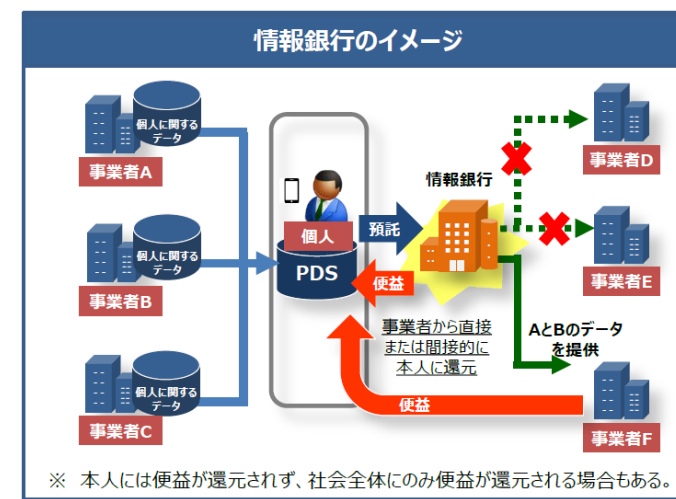 情報銀行のイメージ
個人に関する
データ
事業者A
個人に関する
データ
事業者B
個人に関する
データ
事業者C
個人
PDS
預託
便益
情報銀行
事業者から直接
または間接的に
本人に還元
便益
AとBのデータ
を提供
事業者D
事業者E
事業者F
※ 本人には便益が還元されず、社会全体にのみ便益が還元される場合もある。